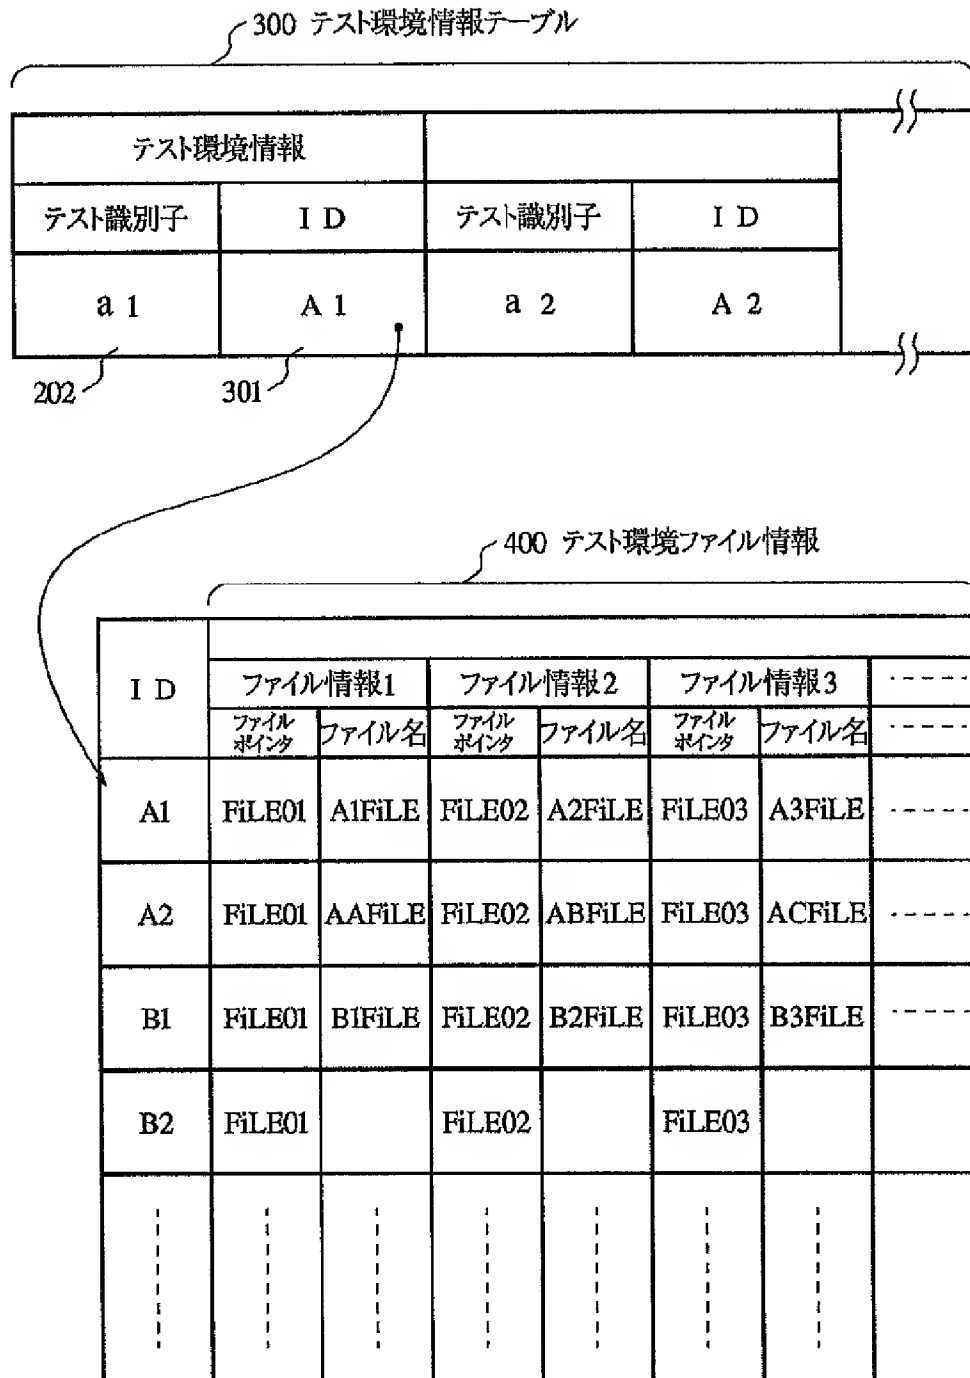 300 テスト環境情報テーブル
テスト環境情報
テスト識別子 ID テスト識別子 ID
a1 A1 a2 A2
202 301
400 テスト環境ファイル情報
ID ファイル情報1 ファイル情報2 ファイル情報3
ファイルポインタ ファイル名 ファイルポインタ ファイル名 ファイルポインタ ファイル名
A1 FiLE01 A1FiLE FiLE02 A2FiLE FiLE03 A3FiLE
A2 FiLE01 AAFiLE FiLE02 ABFiLE FiLE03 ACFiLE
B1 FiLE01 B1FiLE FiLE02 B2FiLE FiLE03 B3FiLE
B2 FiLE01 FiLE02 FiLE03